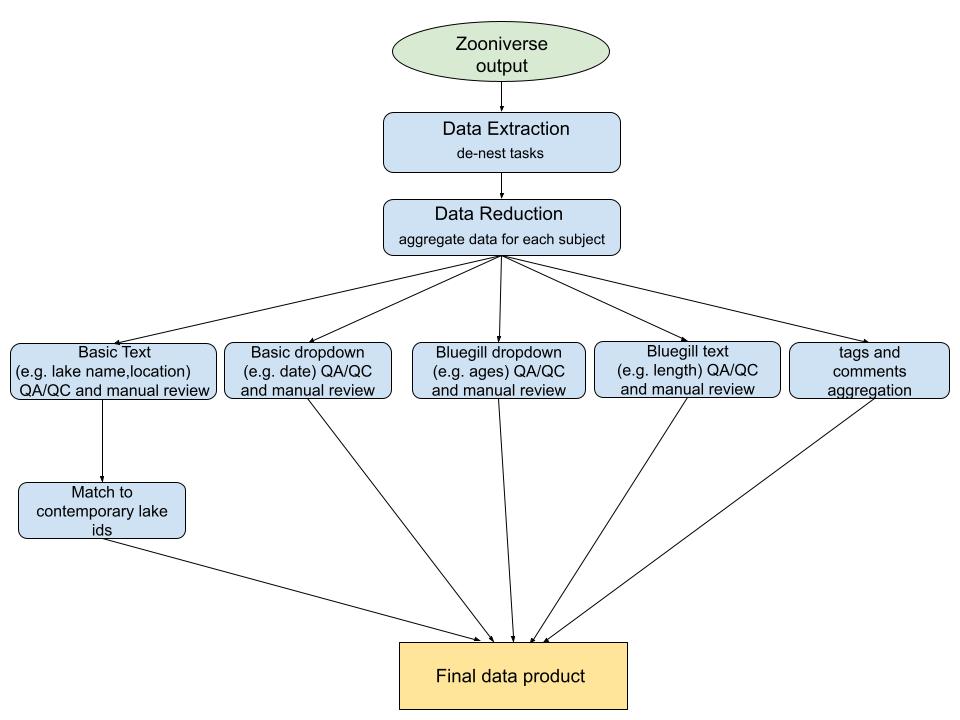 Zooniverse
output
Data Extraction
de-nest tasks
Data Reduction
aggregate data for each subject
Basic Text
(e.g. lake name,location)
QA/QC and manual review
Basic dropdown
(e.g. date) QA/QC
and manual review
Bluegill dropdown
(e.g. ages) QA/QC
and manual review
Bluegill text
(e.g. length) QA/QC
and manual review
tags and
comments
aggregation
Match to
contemporary lake
ids
Final data product